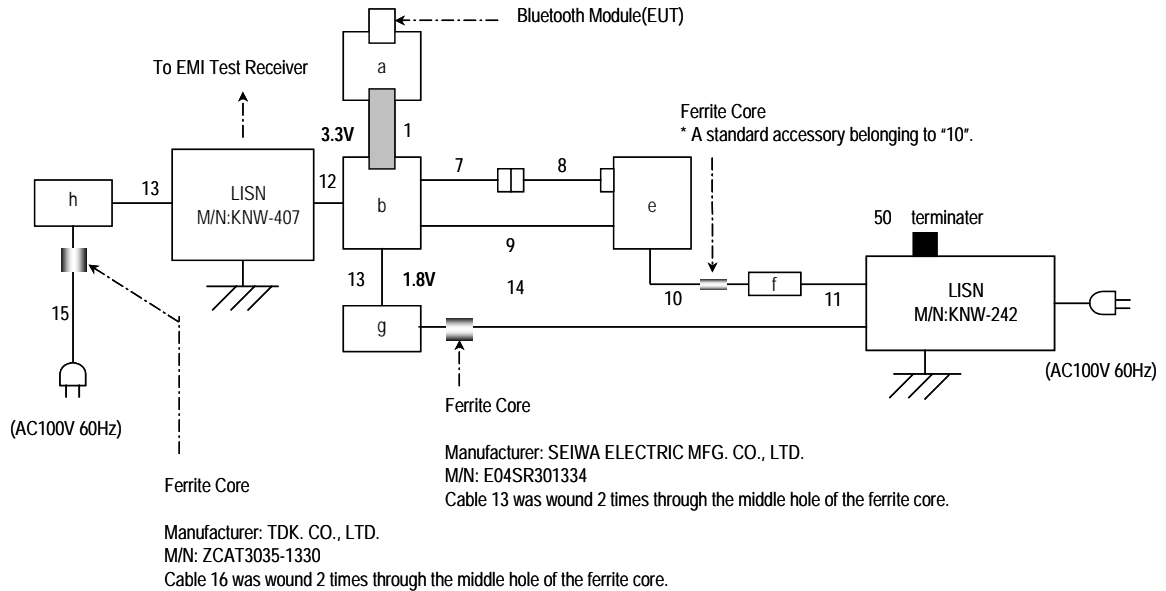 Bluetooth Module(EUT)
a
To EMI Test Receiver
Ferrite Core
* A standard accessory belonging to "10".
3.3V
1
7
8
h
13
LISN
M/N:KNW-407
12
b
e
50 terminater
9
13
1.8V
14
10
f
11
LISN
M/N:KNW-242
15
g
(AC100V 60Hz)
(AC100V 60Hz)
Ferrite Core
Manufacturer: SEIWA ELECTRIC MFG. CO., LTD.
M/N: E04SR301334
Cable 13 was wound 2 times through the middle hole of the ferrite core.
Ferrite Core
Manufacturer: TDK. CO., LTD.
M/N: ZCAT3035-1330
Cable 16 was wound 2 times through the middle hole of the ferrite core.